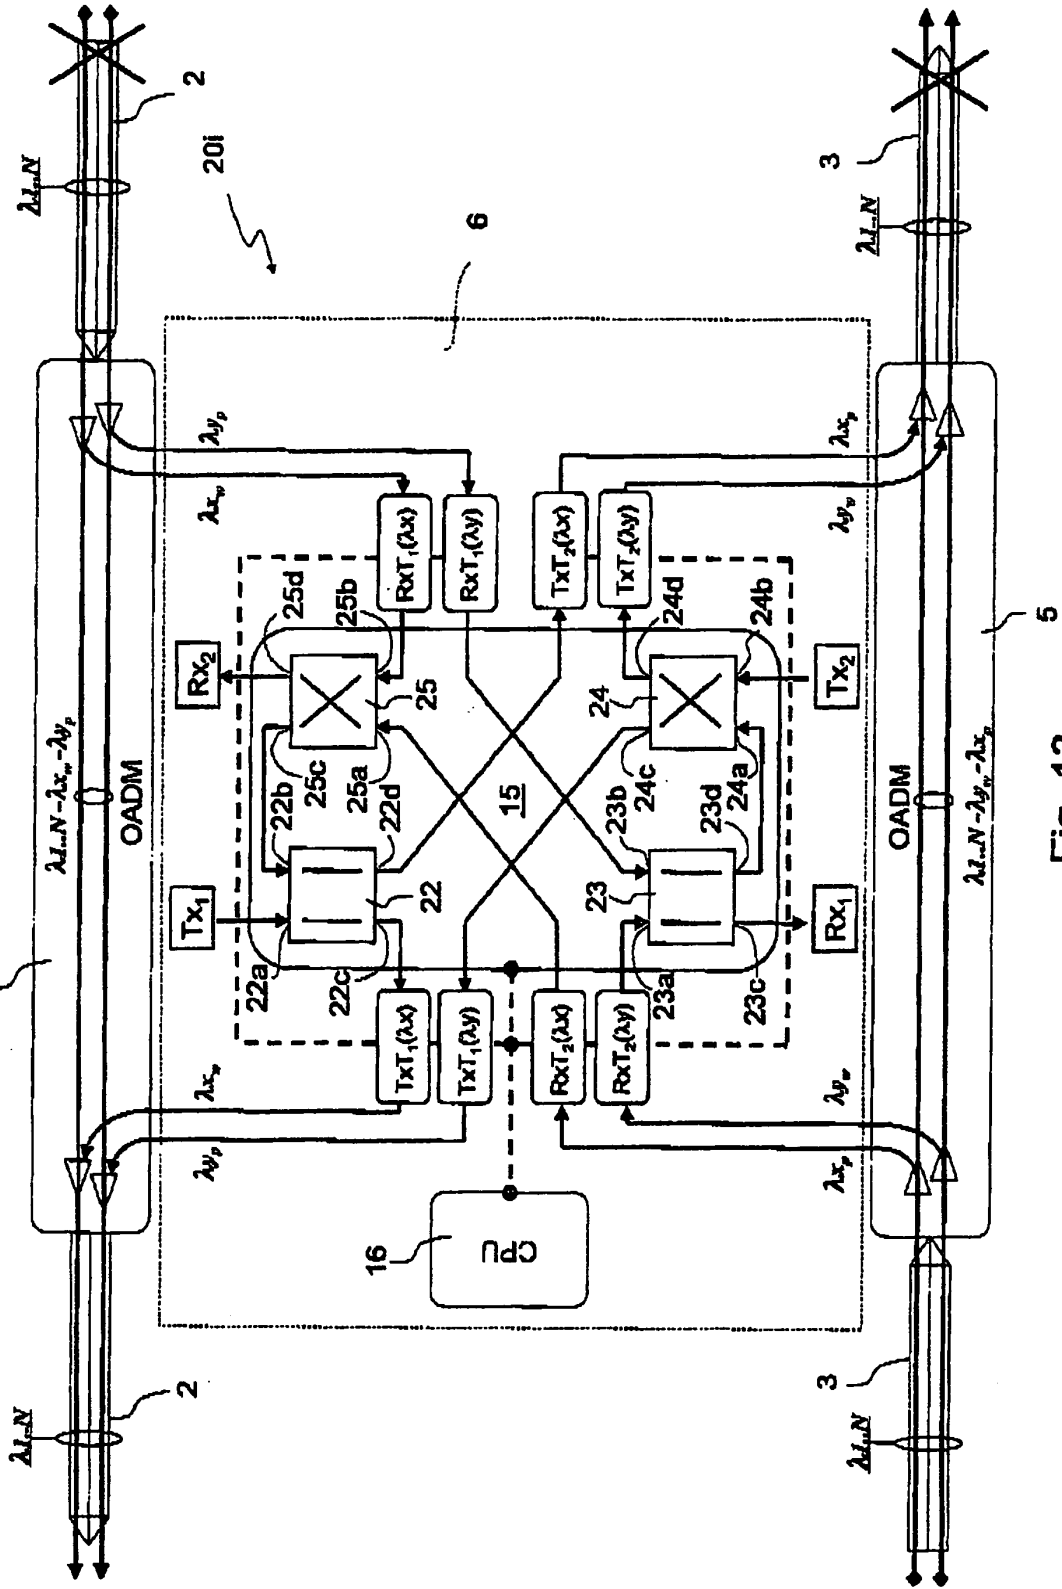 λ1..N
2
λ1..N
2
20i
6
OADM
λ1..N-λxw-λyp
λxw
λyp
λxw
λyp
Tx1
Rx2
22a
22b
22c
22d
22
25a
25b
25c
25d
25
TxT1(λx)
TxT1(λy)
RxT1(λx)
RxT1(λy)
15
16
CPU
RxT2(λx)
RxT2(λy)
TxT2(λx)
TxT2(λy)
23a
23b
23c
23d
23
24a
24b
24c
24d
24
Rx1
Tx2
λxp
λyw
λxp
λyw
OADM
λ1..N-λyw-λxp
5
λ1..N
3
λ1..N
3